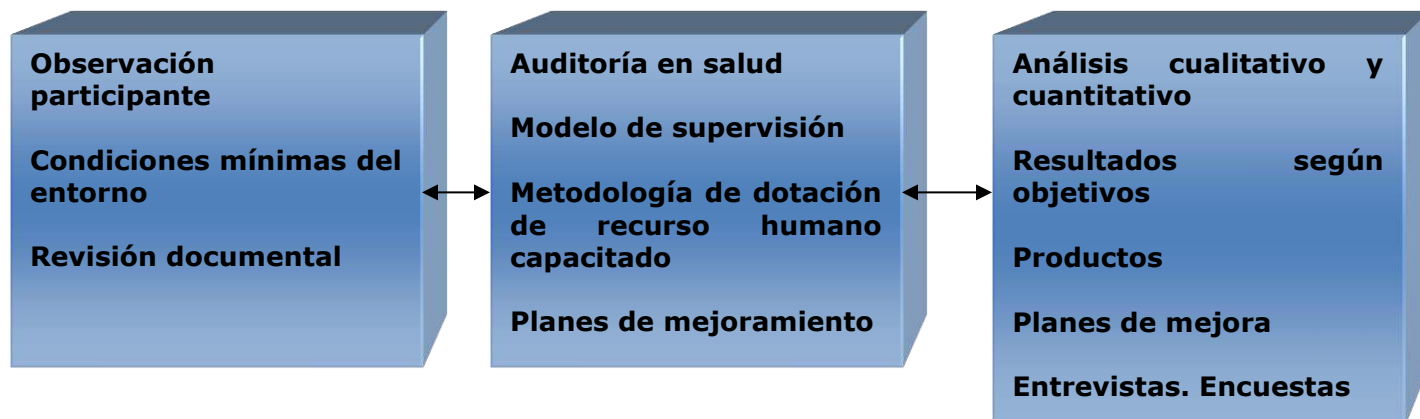 Observación
participante
Condiciones mínimas del
entorno
Revisión documental
Auditoría en salud
Modelo de supervisión
Metodología de dotación
de recurso humano
capacitado
Planes de mejoramiento
Análisis cualitativo y
cuantitativo
Resultados según
objetivos
Productos
Planes de mejora
Entrevistas. Encuestas